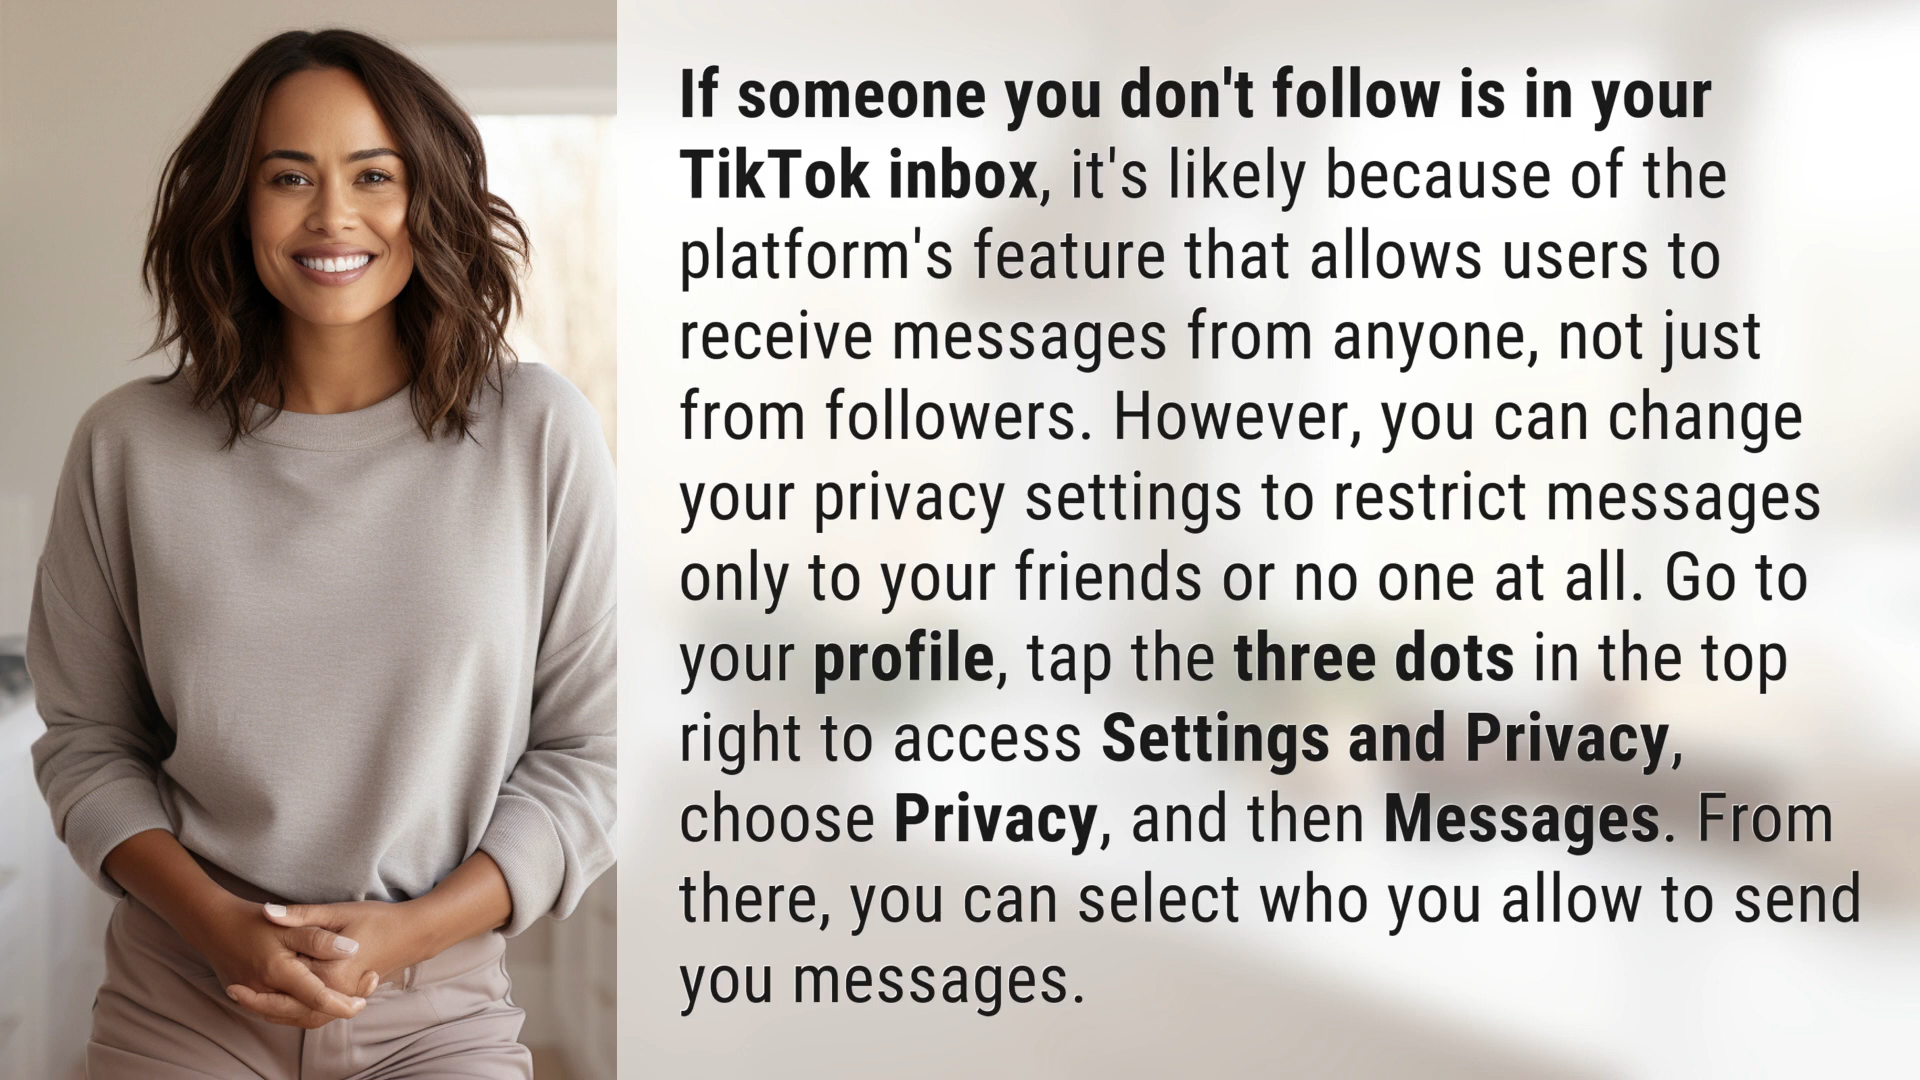 If someone you don't follow is in your
TikTok inbox, it's likely because of the
platform's feature that allows users to
receive messages from anyone, not just
from followers. However, you can change
your privacy settings to restrict messages
only to your friends or no one at all. Go to
your profile, tap the three dots in the top
right to access Settings and Privacy,
choose Privacy, and then Messages. From
there, you can select who you allow to send
you messages.